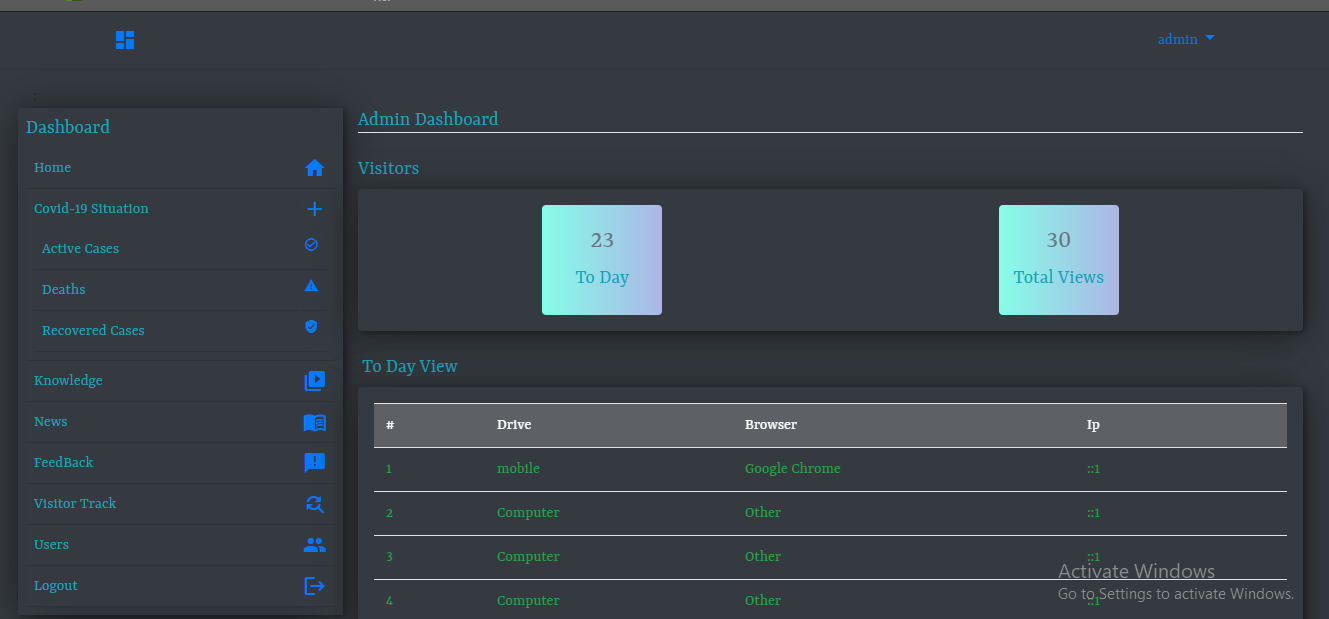 admin
Dashboard
Home
Covid-19 Situation
Active Cases
Deaths
Recovered Cases
Knowledge
News
FeedBack
Visitor Track
Users
Logout
Admin Dashboard
Visitors
23
To Day
30
Total Views
To Day View
# Drive Browser Ip
1 mobile Google Chrome ::1
2 Computer Other ::1
3 Computer Other ::1
4 Computer Other ::1
Activate Windows
Go to Settings to activate Windows.